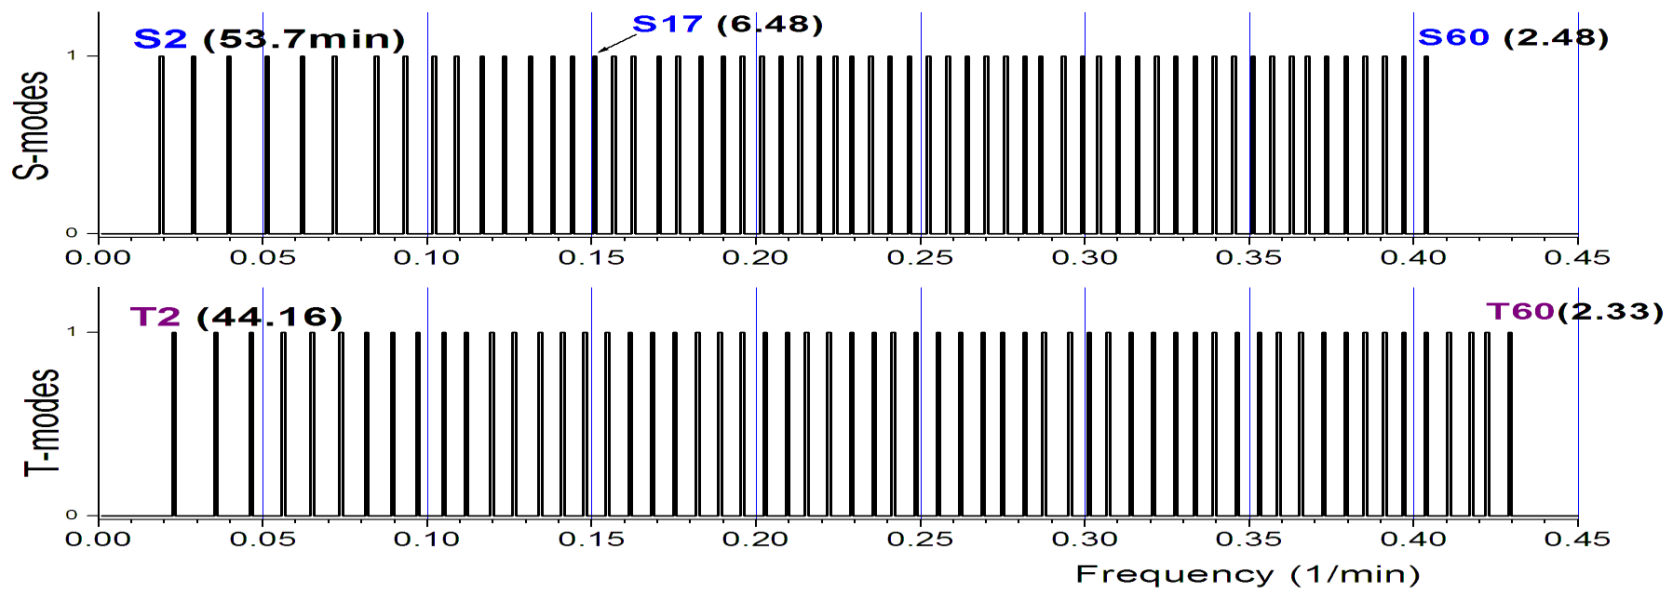 S2 (53.7min)
S17 (6.48)
S60 (2.48)
S-modes
1
0
0.00 0.05 0.10 0.15 0.20 0.25 0.30 0.35 0.40 0.45
T2 (44.16)
T60(2.33)
T-modes
1
0
0.00 0.05 0.10 0.15 0.20 0.25 0.30 0.35 0.40 0.45
Frequency (1/min)